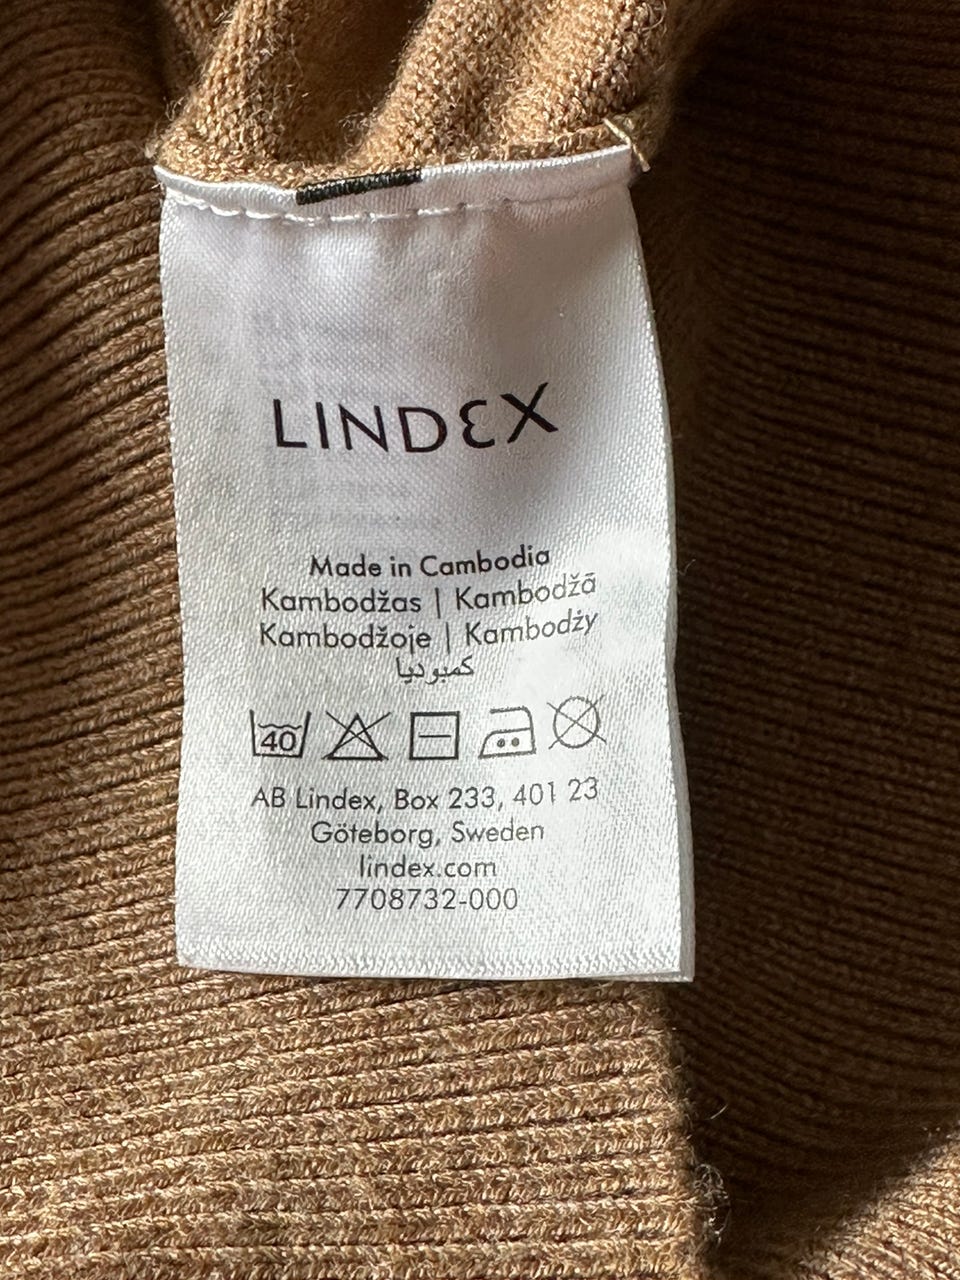 LINDEX
Made in Cambodia
Kambodžas | Kambodžā
Kambodžoje | Kambodży
كمبوديا
40
AB Lindex, Box 233, 401 23
Göteborg, Sweden
lindex.com
7708732-000